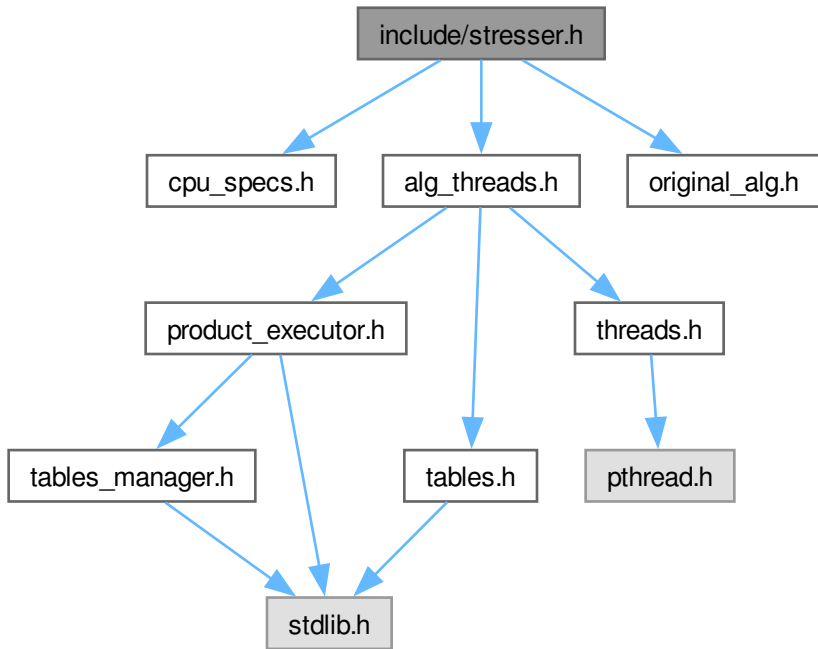 include/stresser.h
cpu_specs.h
alg_threads.h
original_alg.h
product_executor.h
threads.h
tables_manager.h
tables.h
pthread.h
stdlib.h